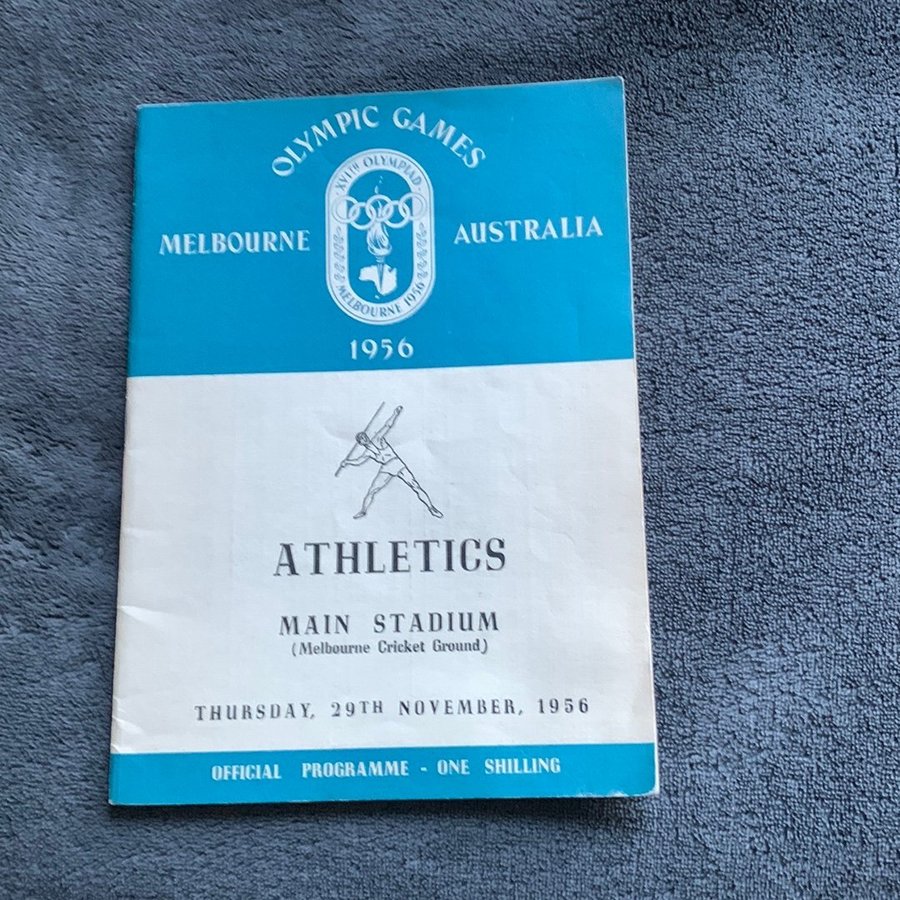 OLYMPIC GAMES
XVITH OLYMPIAD
MELBOURNE AUSTRALIA
MELBOURNE 1956
1956
ATHLETICS
MAIN STADIUM
(Melbourne Cricket Ground)
THURSDAY, 29TH NOVEMBER, 1956
OFFICIAL PROGRAMME - ONE SHILLING